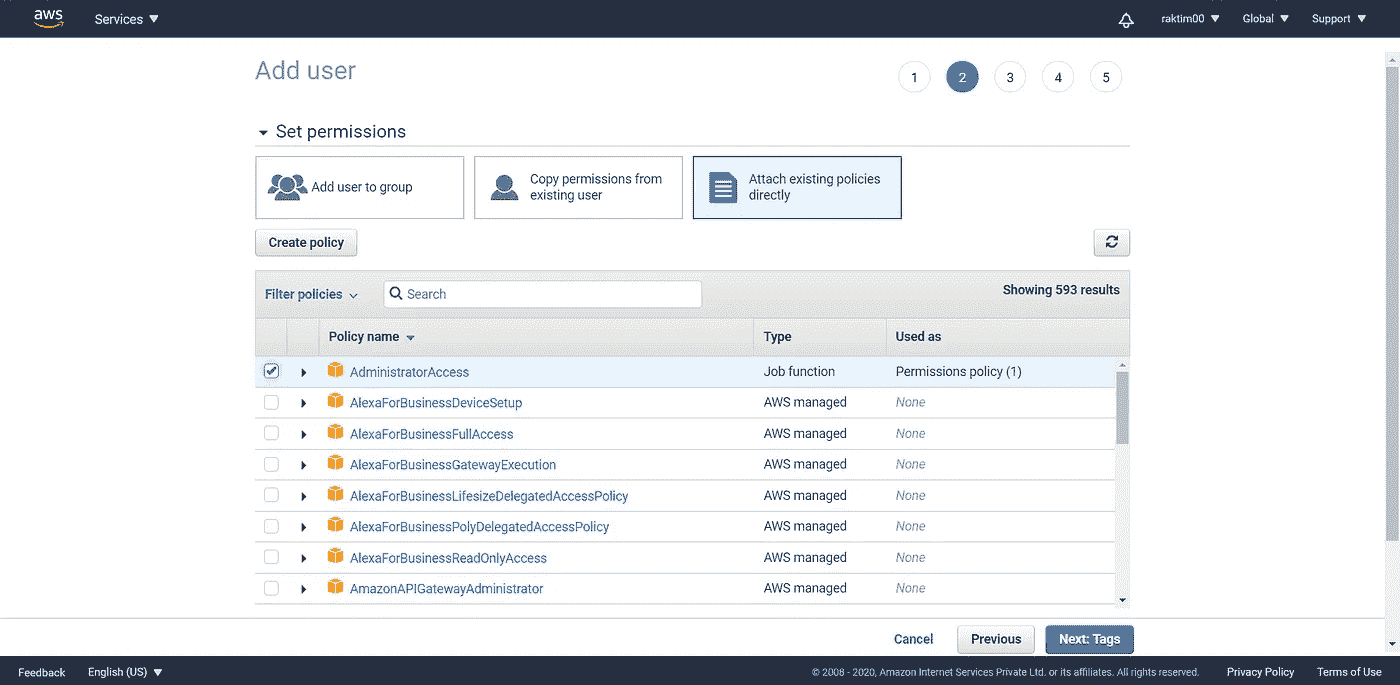 aws Services raktim00 Global Support
Add user 1 2 3 4 5
Set permissions
Add user to group
Copy permissions from
existing user
Attach existing policies
directly
Create policy
Filter policies Search Showing 593 results
Policy name Type Used as
AdministratorAccess Job function Permissions policy (1)
AlexaForBusinessDeviceSetup AWS managed None
AlexaForBusinessFullAccess AWS managed None
AlexaForBusinessGatewayExecution AWS managed None
AlexaForBusinessLifesizeDelegatedAccessPolicy AWS managed None
AlexaForBusinessPolyDelegatedAccessPolicy AWS managed None
AlexaForBusinessReadOnlyAccess AWS managed None
AmazonAPIGatewayAdministrator AWS managed None
Cancel Previous Next: Tags
Feedback English (US) © 2008 - 2020, Amazon Internet Services Private Ltd. or its affiliates. All rights reserved. Privacy Policy Terms of Use